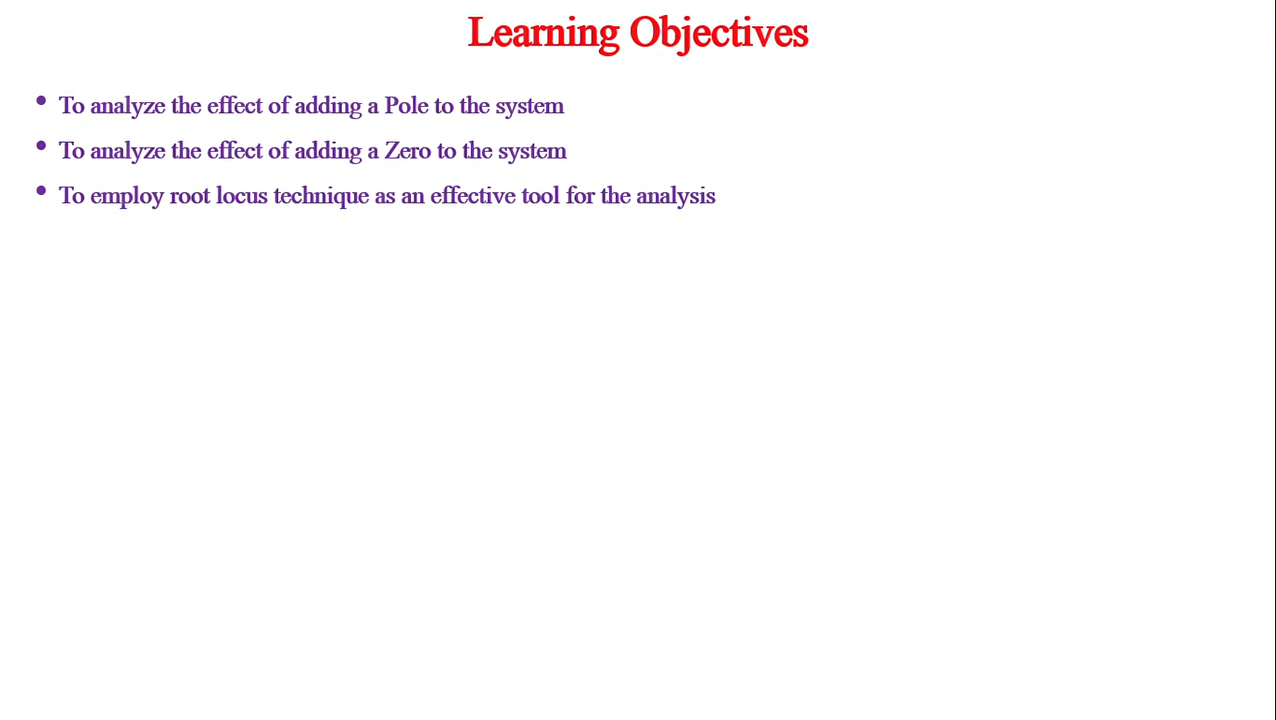 Learning Objectives
• To analyze the effect of adding a Pole to the system
• To analyze the effect of adding a Zero to the system
• To employ root locus technique as an effective tool for the analysis